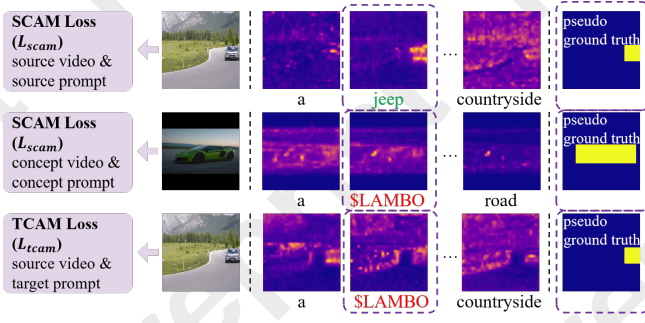 SCAM Loss
(L_scam)
source video &
source prompt
a
jeep
...
countryside
pseudo
ground truth
SCAM Loss
(L_scam)
concept video &
concept prompt
a
$LAMBO
...
road
pseudo
ground truth
TCAM Loss
(L_tcam)
source video &
target prompt
a
$LAMBO
...
countryside
pseudo
ground truth